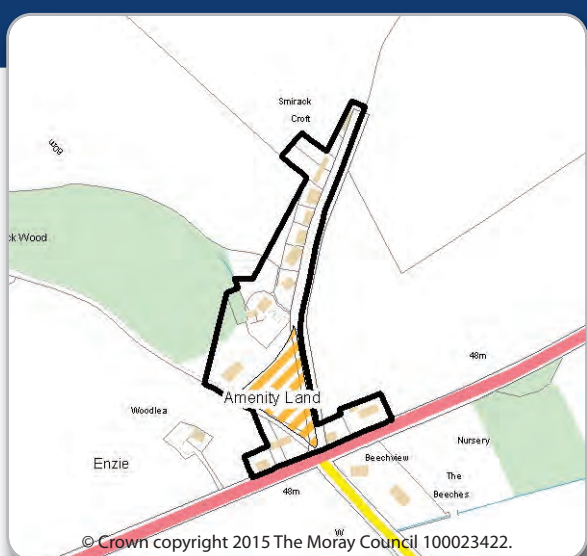 Smirack
Croft
60m
ck Wood
Amenity Land
48m
Woodlea
Enzie
Beechview
Nursery
The
Beeches
48m
W
© Crown copyright 2015 The Moray Council 100023422.